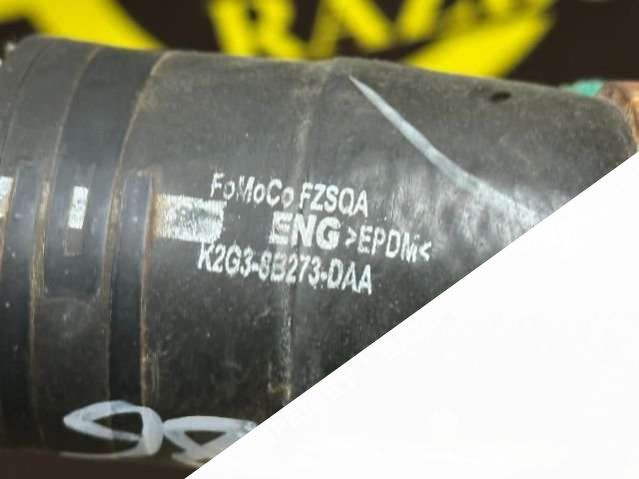 FoMoCo FZSQA
ENG >EPDM<
K2G3-8B273-DAA